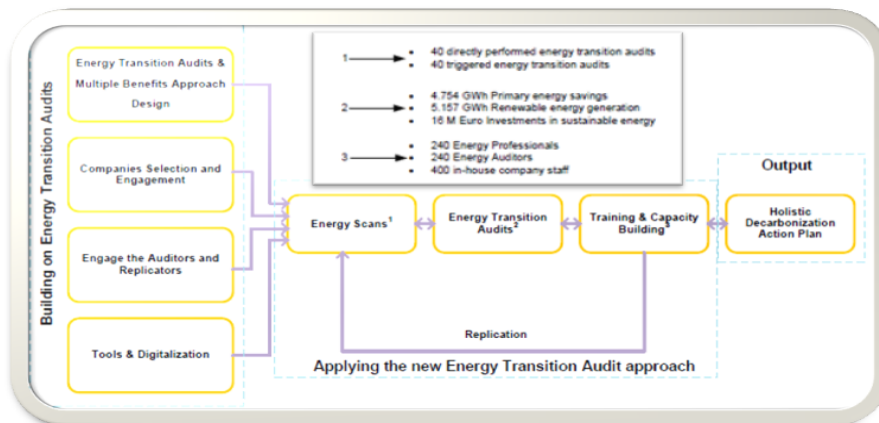 Building on Energy Transition Audits
Energy Transition Audits &
Multiple Benefits Approach
Design
Companies Selection and
Engagement
Engage the Auditors and
Replicators
Tools & Digitalization
1
• 40 directly performed energy transition audits
• 40 triggered energy transition audits
2
• 4.754 GWh Primary energy savings
• 5.157 GWh Renewable energy generation
• 16 M Euro Investments in sustainable energy
3
• 240 Energy Professionals
• 240 Energy Auditors
• 400 in-house company staff
Energy Scans¹
Energy Transition
Audits²
Training & Capacity
Building³
Output
Holistic
Decarbonization
Action Plan
Replication
Applying the new Energy Transition Audit approach